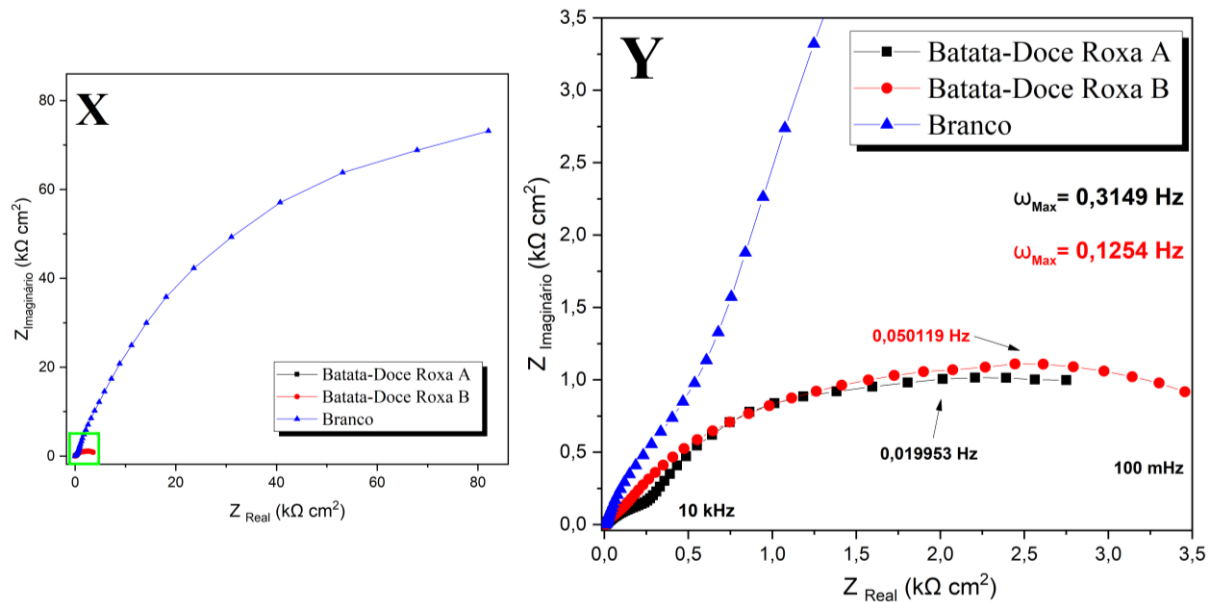 X
80
60
40
20
0
0
20
40
60
80
Z Imaginário (kΩ cm²)
Z Real (kΩ cm²)
Batata-Doce Roxa A
Batata-Doce Roxa B
Branco
Y
3,5
3,0
2,5
2,0
1,5
1,0
0,5
0,0
0,0
0,5
1,0
1,5
2,0
2,5
3,0
3,5
Z Imaginário (kΩ cm²)
Z Real (kΩ cm²)
Batata-Doce Roxa A
Batata-Doce Roxa B
Branco
ωMax= 0,3149 Hz
ωMax= 0,1254 Hz
0,050119 Hz
0,019953 Hz
100 mHz
10 kHz